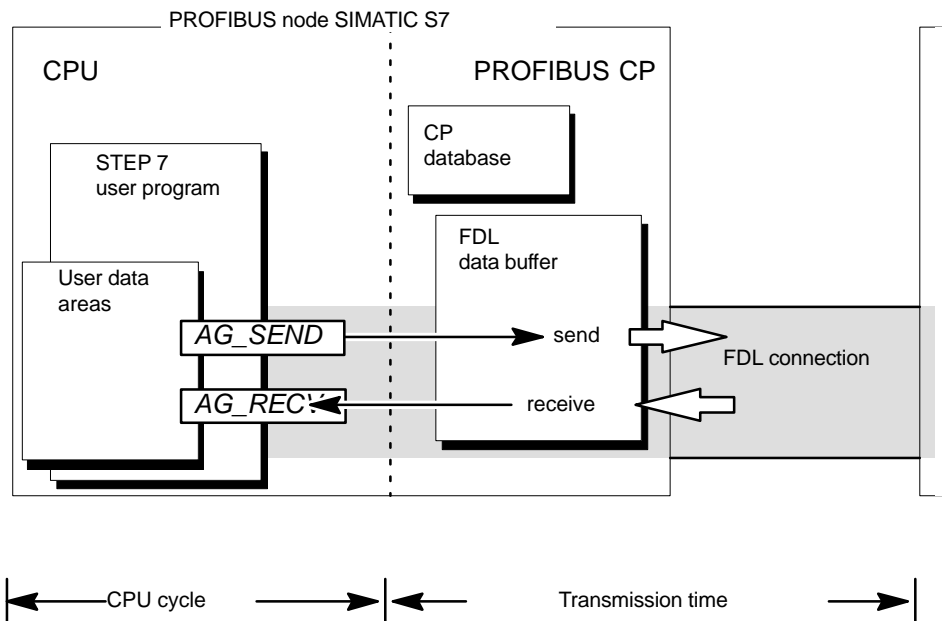 PROFIBUS node SIMATIC S7
CPU
PROFIBUS CP
CP
database
STEP 7
user program
FDL
data buffer
User data
areas
AG_SEND
send
FDL connection
AG_RECV
receive
CPU cycle
Transmission time